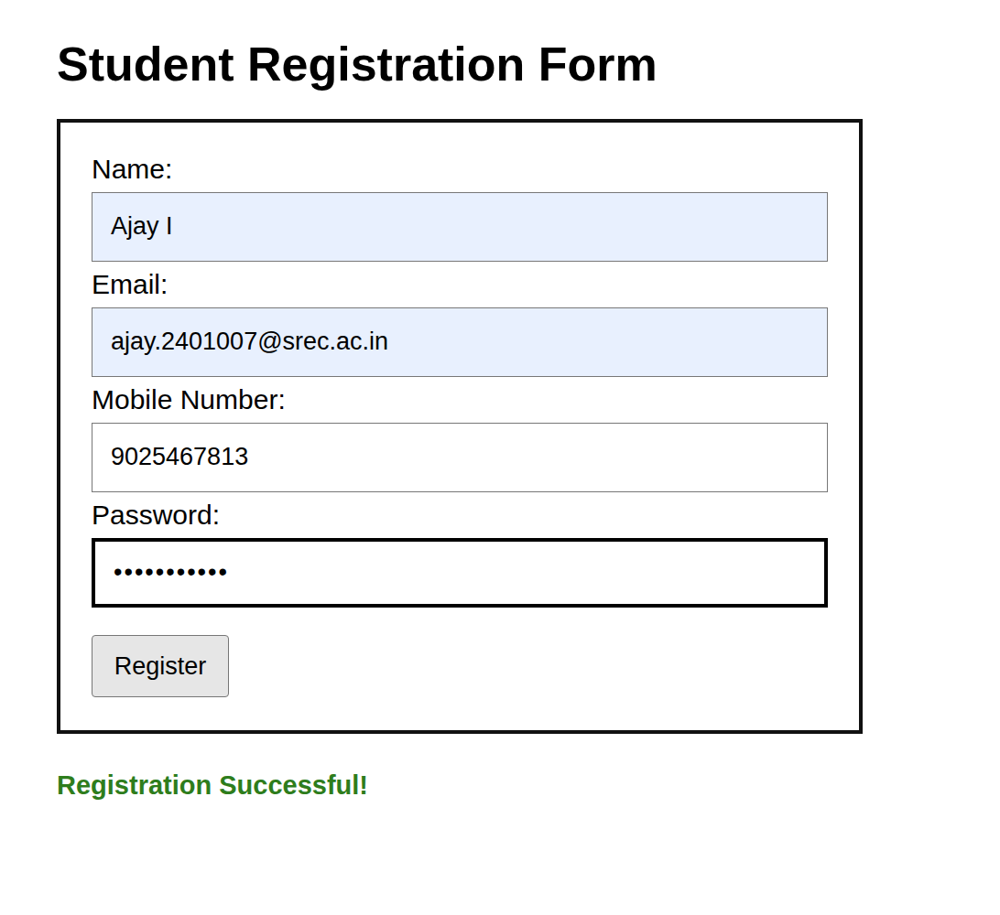 Student Registration Form
Name:
Ajay I
Email:
ajay.2401007@srec.ac.in
Mobile Number:
9025467813
Password:
•••••••••••
Register
Registration Successful!